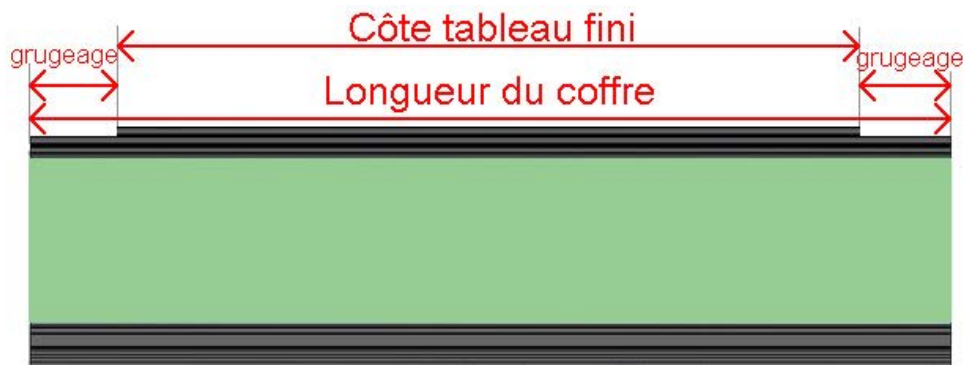 Côte tableau fini
grugeage
grugeage
Longueur du coffre